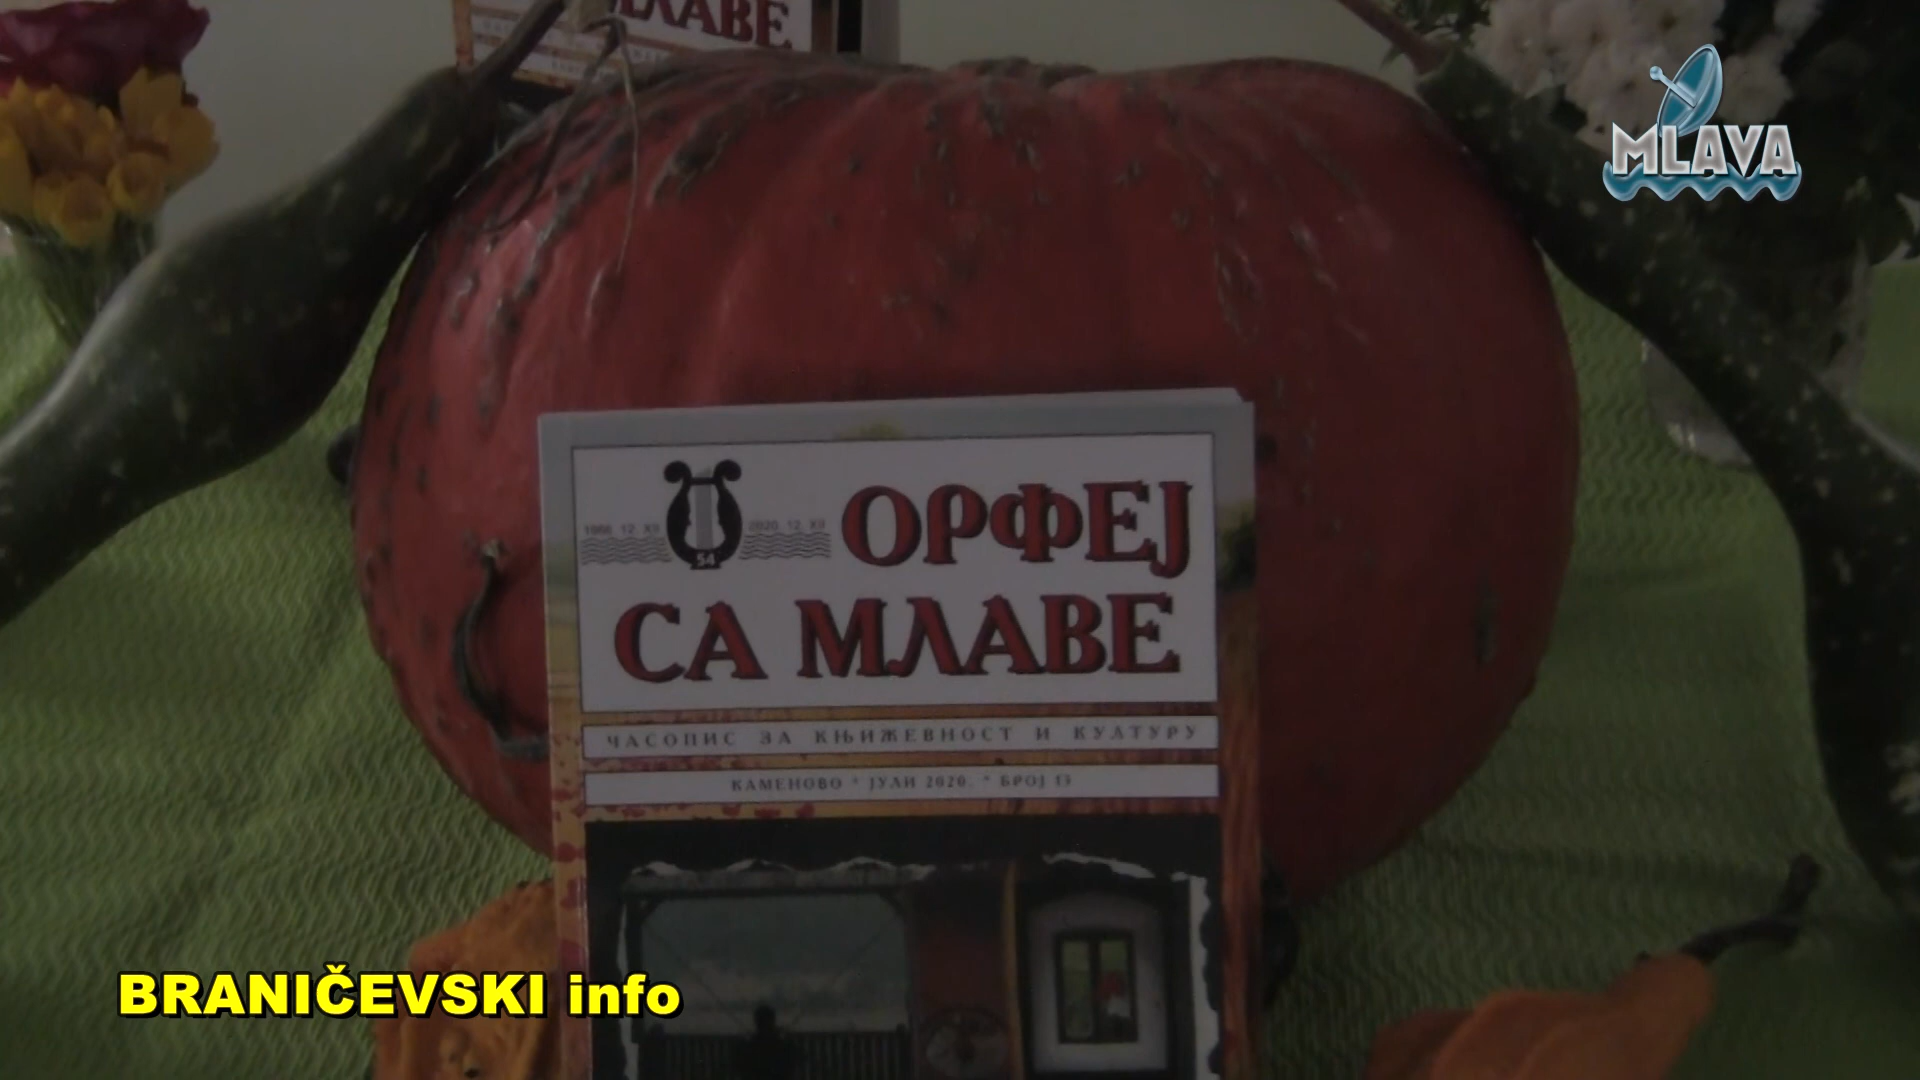 МЛАВЕ
MLAVA
1966. 12. XII
2020. 12. XII
54
ОРФЕЈ
СА МЛАВЕ
ЧАСОПИС ЗА КЊИЖЕВНОСТ И КУЛТУРУ
КАМЕНОВО * ЈУЛИ 2020. * БРОЈ 13
BRANIČEVSKI info